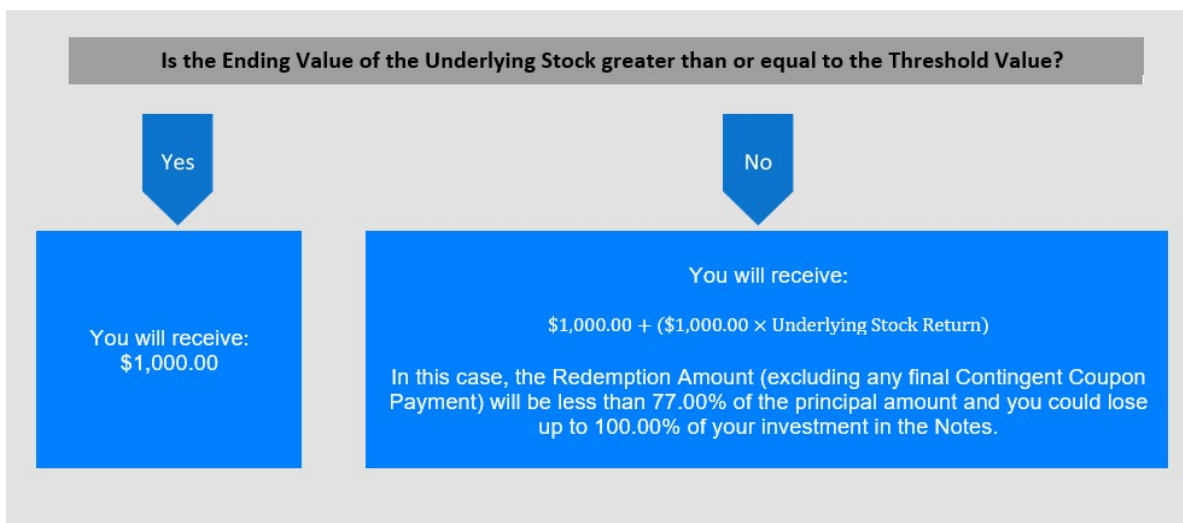 Is the Ending Value of the Underlying Stock greater than or equal to the Threshold Value?
Yes
No
You will receive:
$1,000.00
You will receive:
$1,000.00 + ($1,000.00 × Underlying Stock Return)
In this case, the Redemption Amount (excluding any final Contingent Coupon
Payment) will be less than 77.00% of the principal amount and you could lose
up to 100.00% of your investment in the Notes.